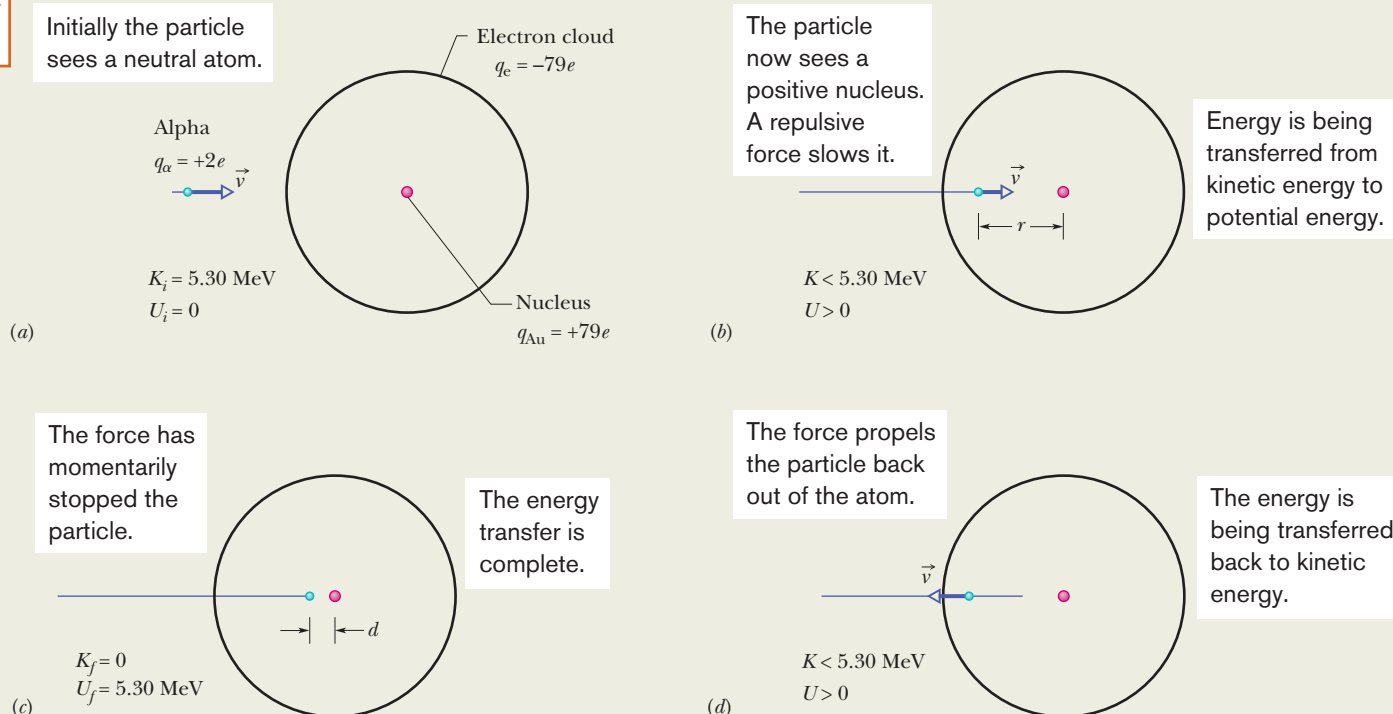 Initially the particle
sees a neutral atom.
Electron cloud
qₑ = –79e
Alpha
q_α = +2e
v⃗
Kᵢ = 5.30 MeV
Uᵢ = 0
Nucleus
q_Au = +79e
(a)
The particle
now sees a
positive nucleus.
A repulsive
force slows it.
Energy is being
transferred from
kinetic energy to
potential energy.
v⃗
r
K < 5.30 MeV
U > 0
(b)
The force has
momentarily
stopped the
particle.
The energy
transfer is
complete.
d
K_f = 0
U_f = 5.30 MeV
(c)
The force propels
the particle back
out of the atom.
The energy is
being transferred
back to kinetic
energy.
v⃗
K < 5.30 MeV
U > 0
(d)